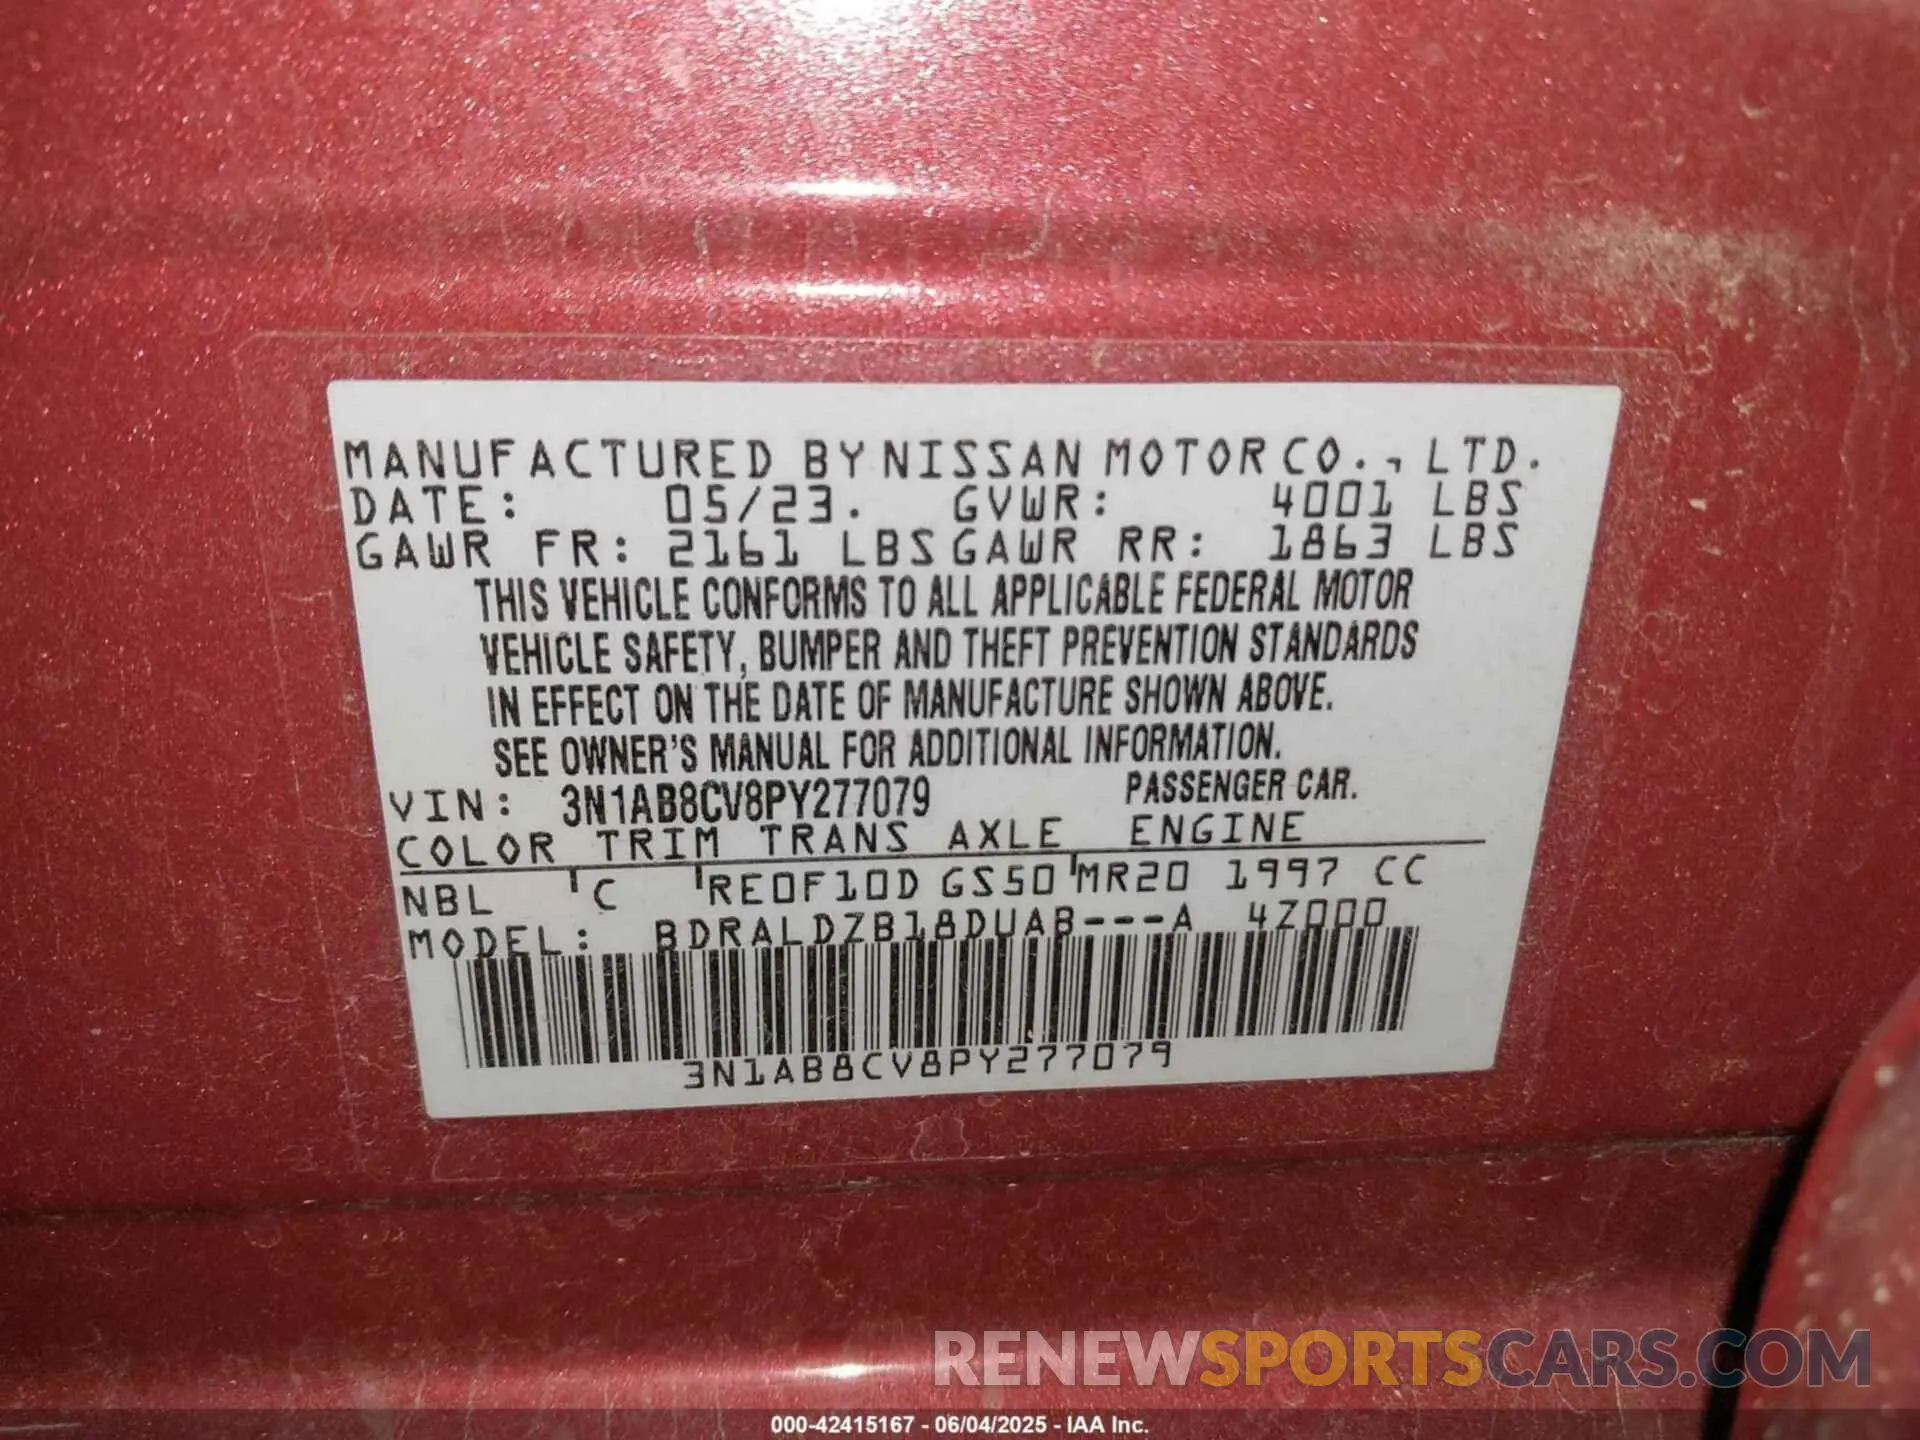 MANUFACTURED BY NISSAN MOTOR CO., LTD.
DATE: 05/23. GVWR: 4001 LBS
GAWR FR: 2161 LBS GAWR RR: 1863 LBS
THIS VEHICLE CONFORMS TO ALL APPLICABLE FEDERAL MOTOR
VEHICLE SAFETY, BUMPER AND THEFT PREVENTION STANDARDS
IN EFFECT ON THE DATE OF MANUFACTURE SHOWN ABOVE.
SEE OWNER'S MANUAL FOR ADDITIONAL INFORMATION.
VIN: 3N1AB8CV8PY277079 PASSENGER CAR.
COLOR TRIM TRANS AXLE ENGINE
NBL C RE0F10D GS50 MR20 1997 CC
MODEL: BDRALDZB18DUAB---A 4Z000
3N1AB8CV8PY277079
RENEWSPORTSCARS.COM
000-42415167 - 06/04/2025 - IAA Inc.